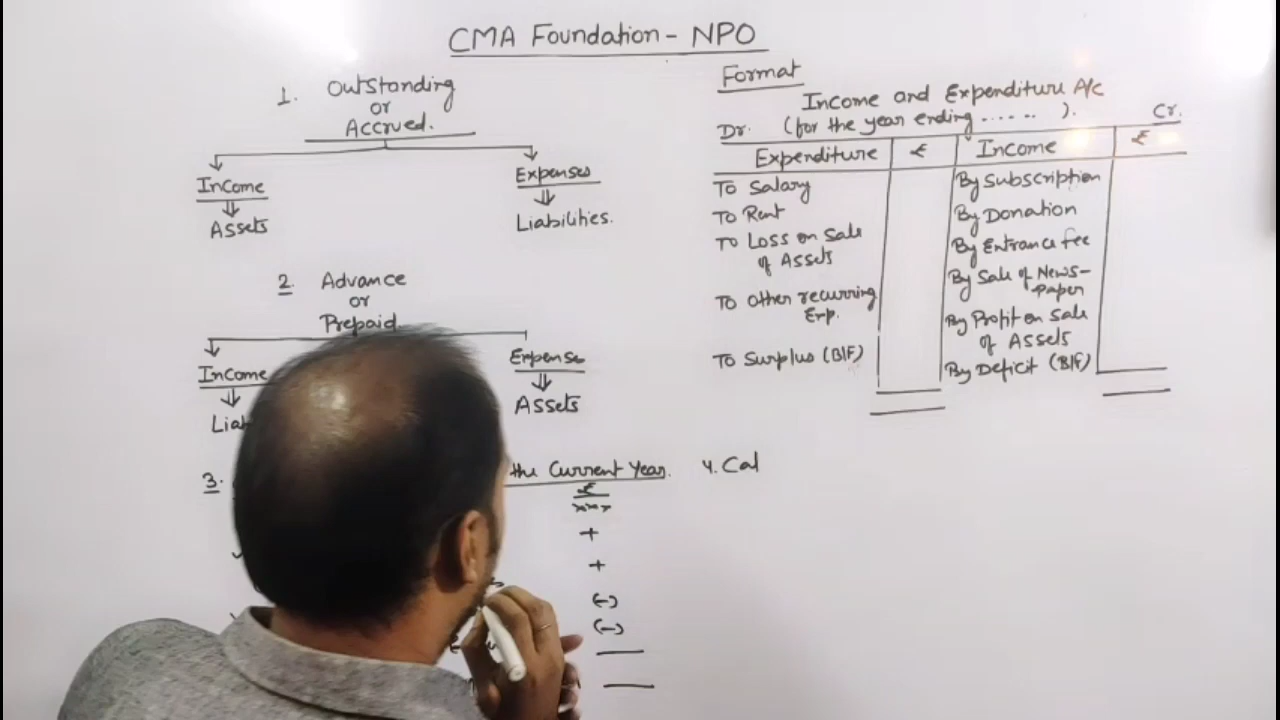 CMA Foundation - NPO
1. Outstanding
or
Accrued.
Income
Expenses
Assets
Liabilities.
2. Advance
or
Prepaid
Income
Expenses
Assets
3.
the Current Year.
₹
xxx
+
+
(-)
(-)
4. Cal
Format
Income and Expenditure A/c
Dr. (for the year ending ...... ). Cr.
Expenditure ₹ Income ₹
To Salary
To Rent
To Loss on Sale
of Assets
To Other recurring
Exp.
To Surplus (B/F)
By Subscription
By Donation
By Entrance fee
By Sale of News-
Paper
By Profit on Sale
of Assets
By Deficit (B/F)